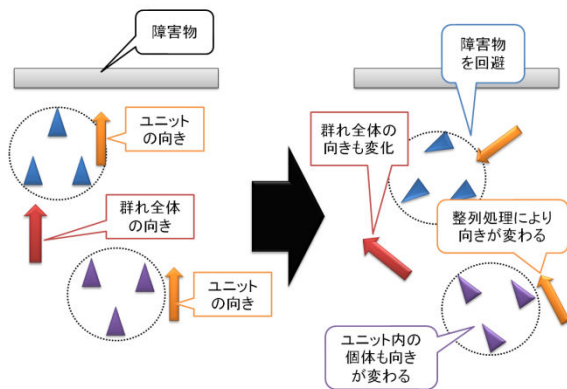 障害物
ユニット
の向き
群れ全体
の向き
ユニット
の向き
障害物
を回避
群れ全体の
向きも変化
整列処理により
向きが変わる
ユニット内の
個体も向き
が変わる